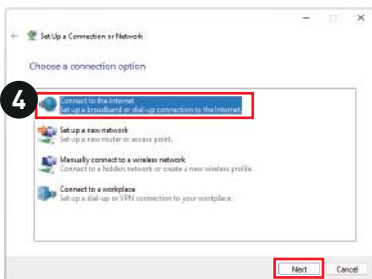 Set Up a Connection or Network
Choose a connection option
4
Connect to the Internet
Set up a broadband or dial-up connection to the Internet.
Set up a new network
Set up a new router or access point.
Manually connect to a wireless network
Connect to a hidden network or create a new wireless profile.
Connect to a workplace
Set up a dial-up or VPN connection to your workplace.
Next Cancel